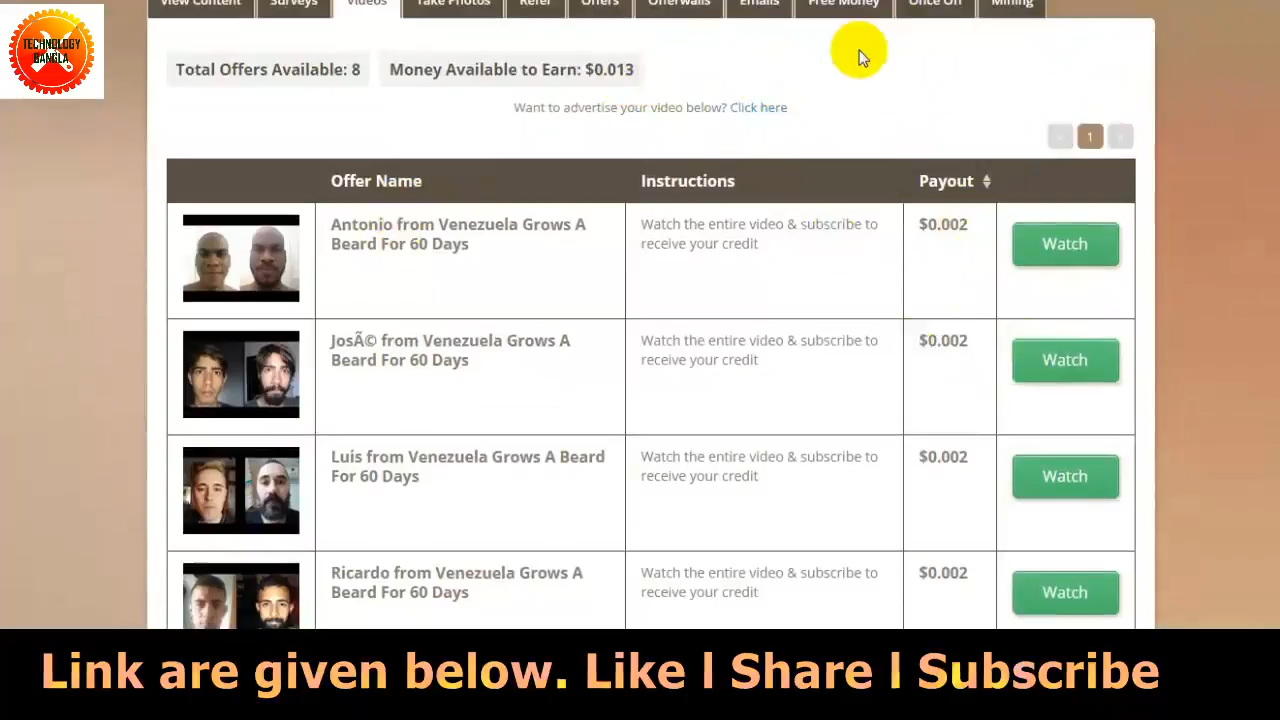 View Content Surveys Videos Take Photos Refer Offers Offerwalls Emails Free Money Once Off Mining
TECHNOLOGY
BANGLA
Total Offers Available: 8 Money Available to Earn: $0.013
Want to advertise your video below? Click here
« 1 »
Offer Name Instructions Payout
Antonio from Venezuela Grows A Watch the entire video & subscribe to $0.002
Beard For 60 Days receive your credit Watch
JosÃ© from Venezuela Grows A Watch the entire video & subscribe to $0.002
Beard For 60 Days receive your credit Watch
Luis from Venezuela Grows A Beard Watch the entire video & subscribe to $0.002
For 60 Days receive your credit Watch
Ricardo from Venezuela Grows A Watch the entire video & subscribe to $0.002
Beard For 60 Days receive your credit Watch
Link are given below. Like l Share l Subscribe